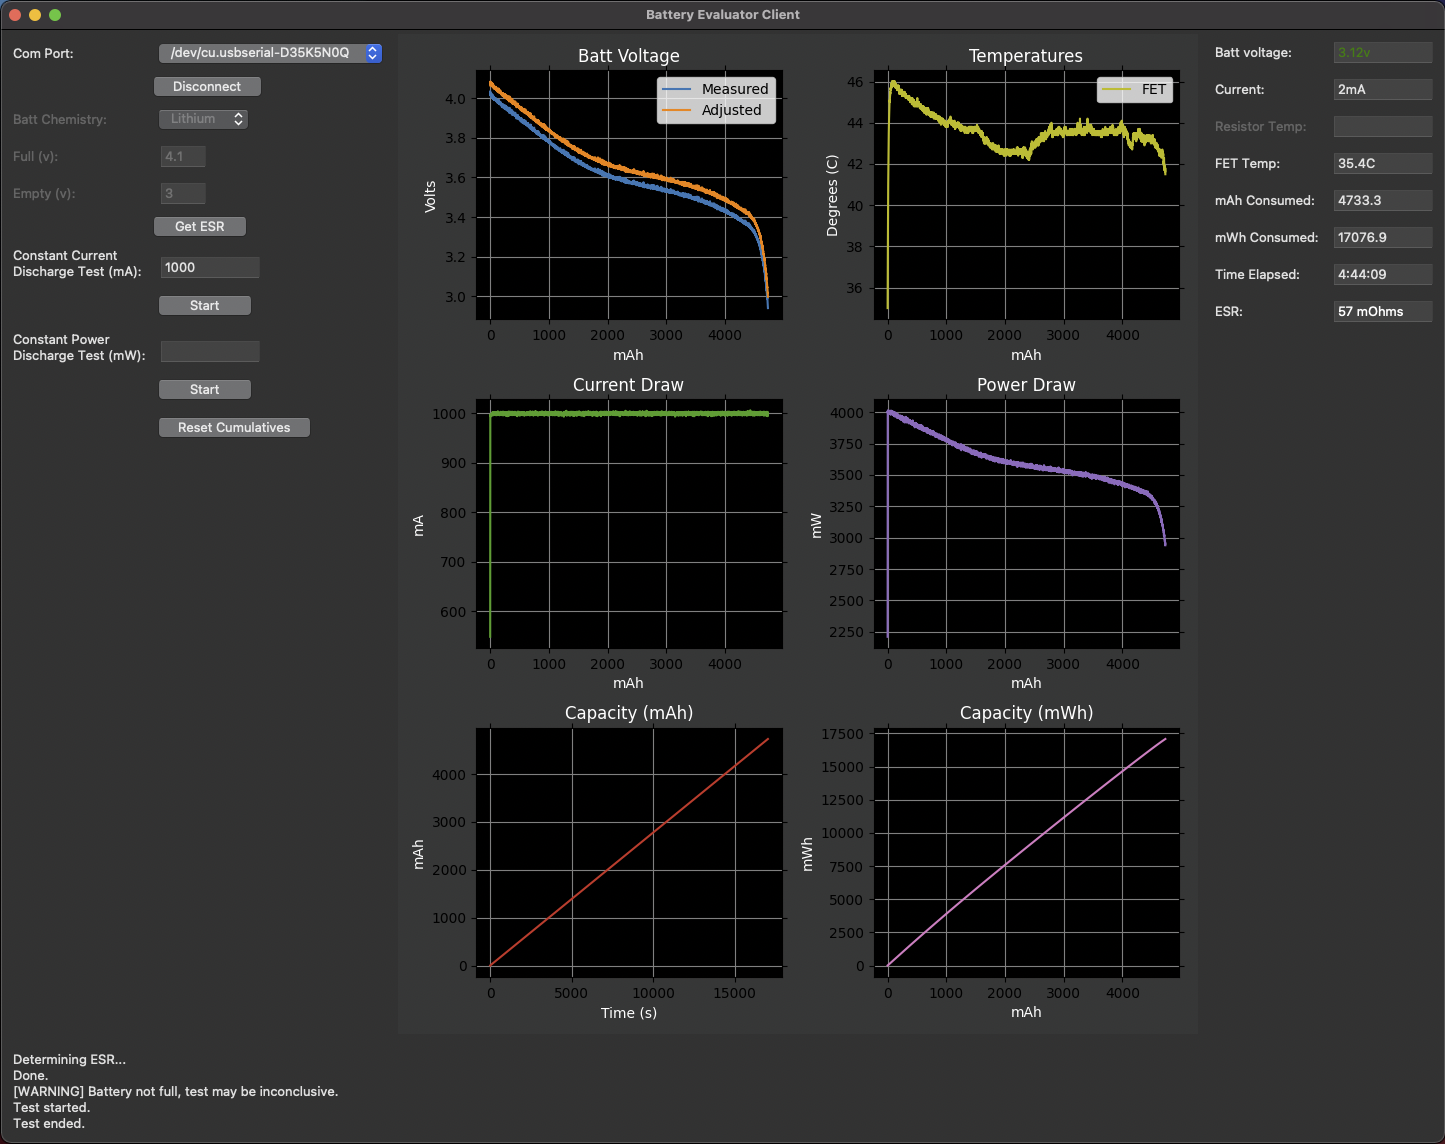 Battery Evaluator Client
Com Port:
/dev/cu.usbserial-D35K5N0Q
Disconnect
Batt Chemistry:
Lithium
Full (v):
4.1
Empty (v):
3
Get ESR
Constant Current
Discharge Test (mA):
1000
Start
Constant Power
Discharge Test (mW):
Start
Reset Cumulatives
Batt Voltage
Measured
Adjusted
Volts
4.0
3.8
3.6
3.4
3.2
3.0
0 1000 2000 3000 4000
mAh
Temperatures
FET
Degrees (C)
46
44
42
40
38
36
0 1000 2000 3000 4000
mAh
Current Draw
mA
1000
900
800
700
600
0 1000 2000 3000 4000
mAh
Power Draw
mW
4000
3750
3500
3250
3000
2750
2500
2250
0 1000 2000 3000 4000
mAh
Capacity (mAh)
mAh
4000
3000
2000
1000
0
0 5000 10000 15000
Time (s)
Capacity (mWh)
mWh
17500
15000
12500
10000
7500
5000
2500
0
0 1000 2000 3000 4000
mAh
Batt voltage:
3.12v
Current:
2mA
Resistor Temp:
FET Temp:
35.4C
mAh Consumed:
4733.3
mWh Consumed:
17076.9
Time Elapsed:
4:44:09
ESR:
57 mOhms
Determining ESR...
Done.
[WARNING] Battery not full, test may be inconclusive.
Test started.
Test ended.